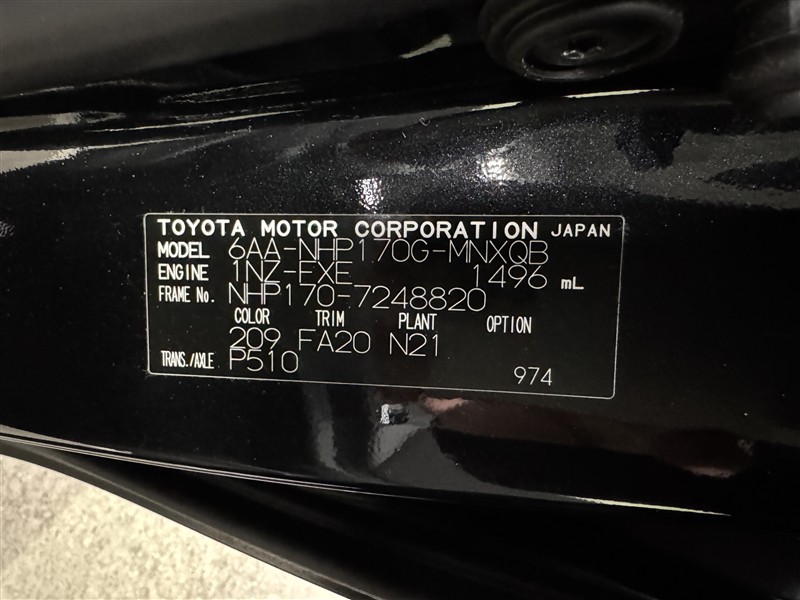 TOYOTA MOTOR CORPORATION JAPAN
MODEL 6AA-NHP170G-MNXQB
ENGINE 1NZ-FXE 1496 mL
FRAME No. NHP170-7248820
COLOR TRIM PLANT OPTION
209 FA20 N21
TRANS./AXLE P510
974